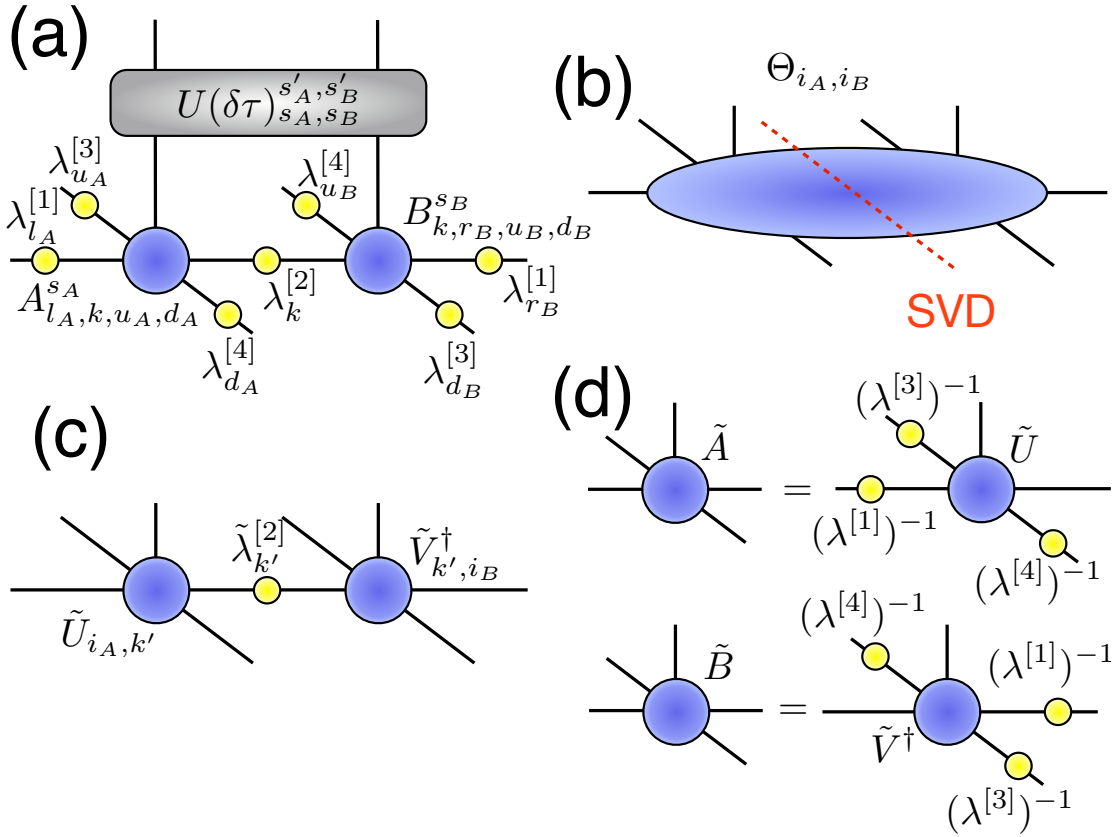 (a)
U(δτ)^{s'_A, s'_B}_{s_A, s_B}
λ^{[3]}_{u_A}
λ^{[4]}_{u_B}
λ^{[1]}_{l_A}
B^{s_B}_{k, r_B, u_B, d_B}
A^{s_A}_{l_A, k, u_A, d_A}
λ^{[2]}_k
λ^{[1]}_{r_B}
λ^{[4]}_{d_A}
λ^{[3]}_{d_B}
(b)
Θ_{i_A, i_B}
SVD
(c)
λ̃^{[2]}_{k'}
Ṽ^†_{k', i_B}
Ũ_{i_A, k'}
(d)
(λ^{[3]})^{-1}
Ã
Ũ
=
(λ^{[1]})^{-1}
(λ^{[4]})^{-1}
(λ^{[4]})^{-1}
B̃
(λ^{[1]})^{-1}
=
Ṽ^†
(λ^{[3]})^{-1}